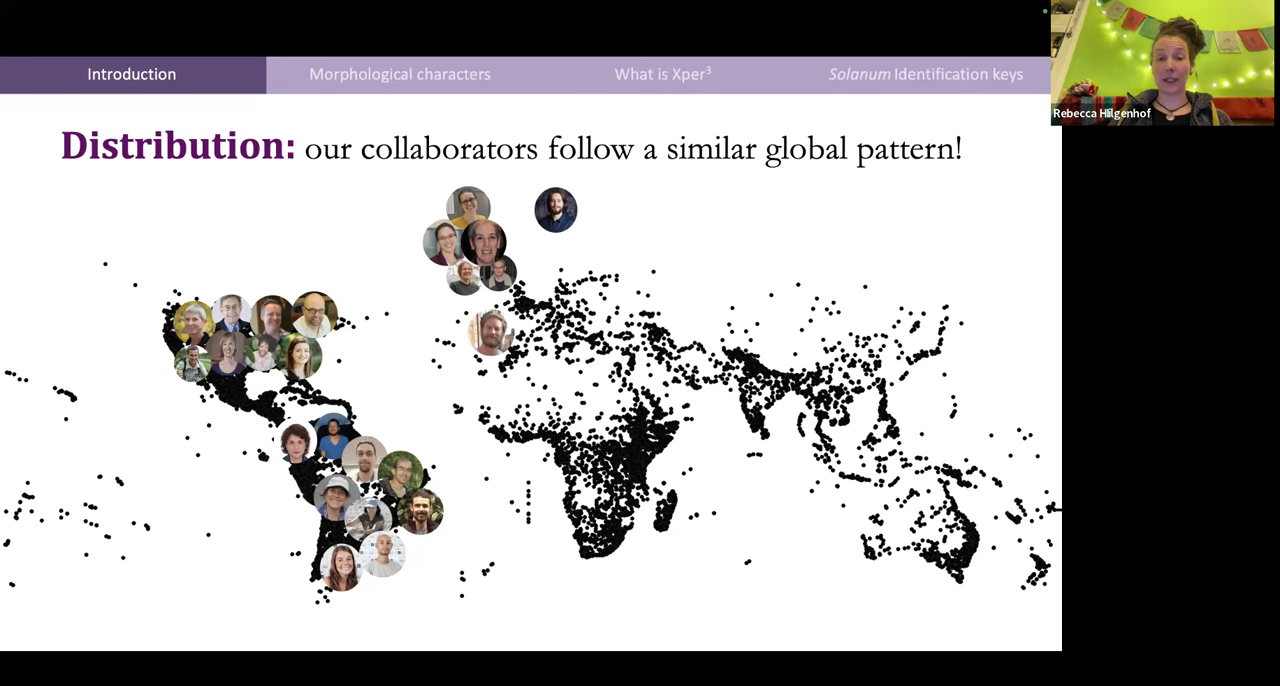 Introduction
Morphological characters
What is Xper³
Solanum Identification keys
Rebecca Hilgenhof
Distribution: our collaborators follow a similar global pattern!